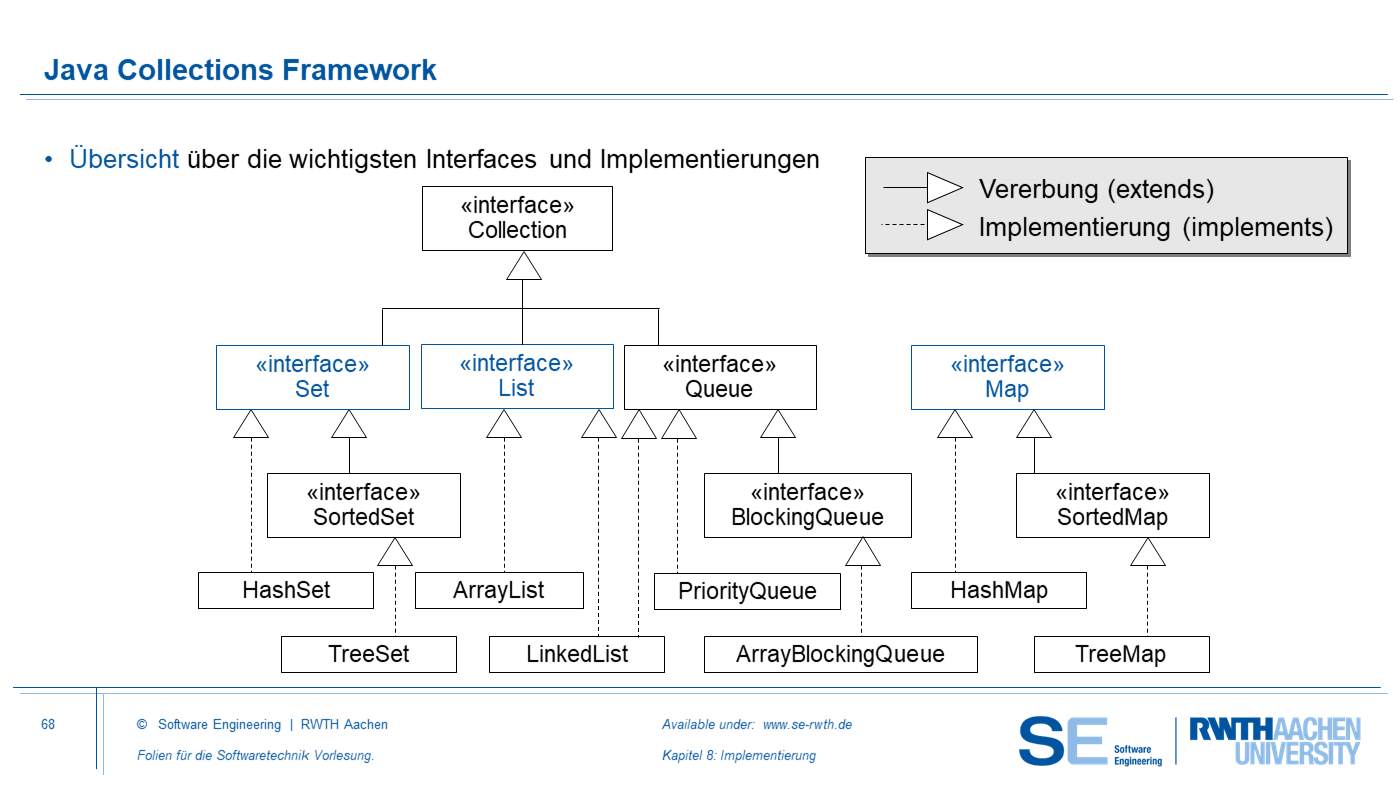 Java Collections Framework
• Übersicht über die wichtigsten Interfaces und Implementierungen
Vererbung (extends)
Implementierung (implements)
«interface»
Collection
«interface»
Set
«interface»
List
«interface»
Queue
«interface»
Map
«interface»
SortedSet
«interface»
BlockingQueue
«interface»
SortedMap
HashSet
ArrayList
PriorityQueue
HashMap
TreeSet
LinkedList
ArrayBlockingQueue
TreeMap
68
© Software Engineering | RWTH Aachen
Folien für die Softwaretechnik Vorlesung.
Available under: www.se-rwth.de
Kapitel 8: Implementierung
SE Software
Engineering
RWTHAACHEN
UNIVERSITY